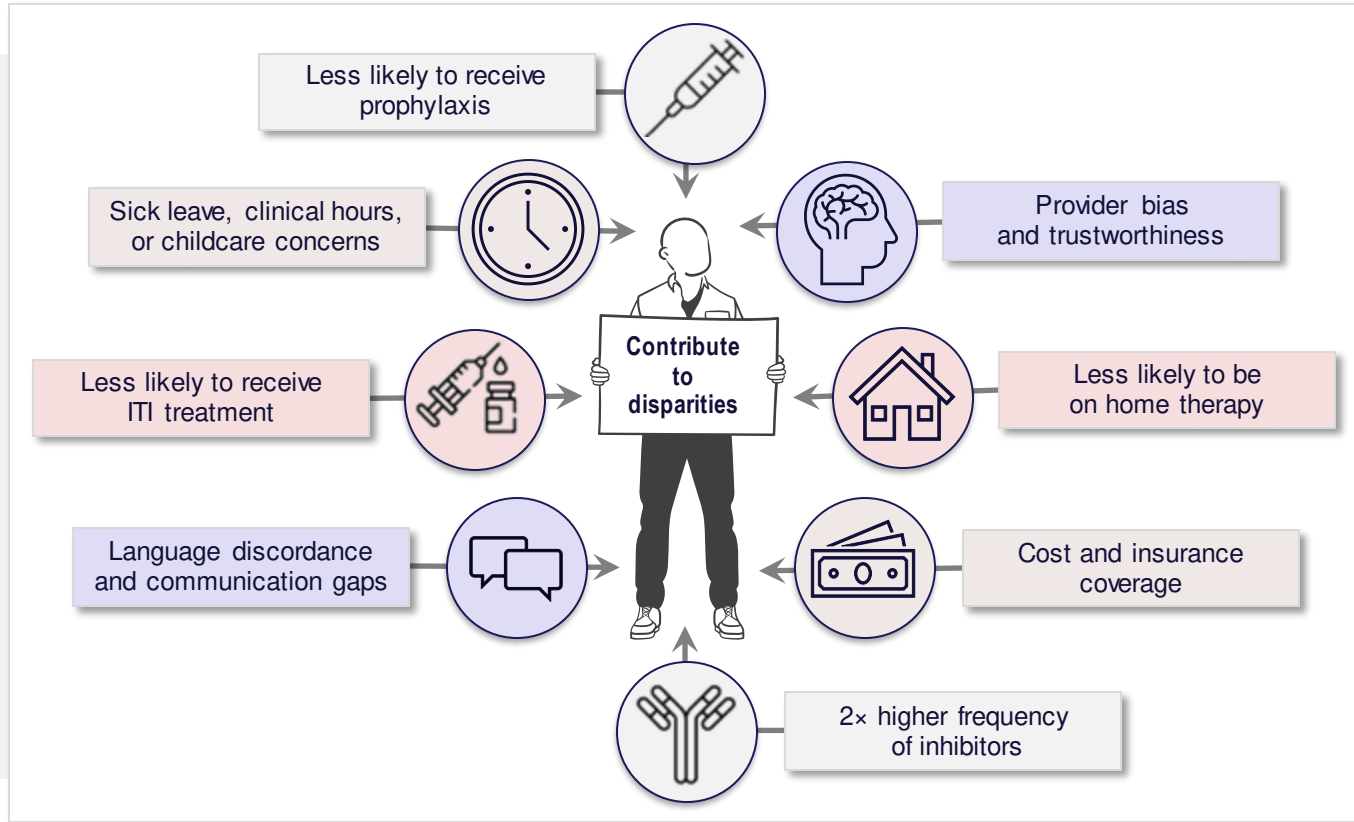 Less likely to receive
prophylaxis
Sick leave, clinical hours,
or childcare concerns
Provider bias
and trustworthiness
Contribute
to
disparities
Less likely to receive
ITI treatment
Less likely to be
on home therapy
Language discordance
and communication gaps
Cost and insurance
coverage
2× higher frequency
of inhibitors